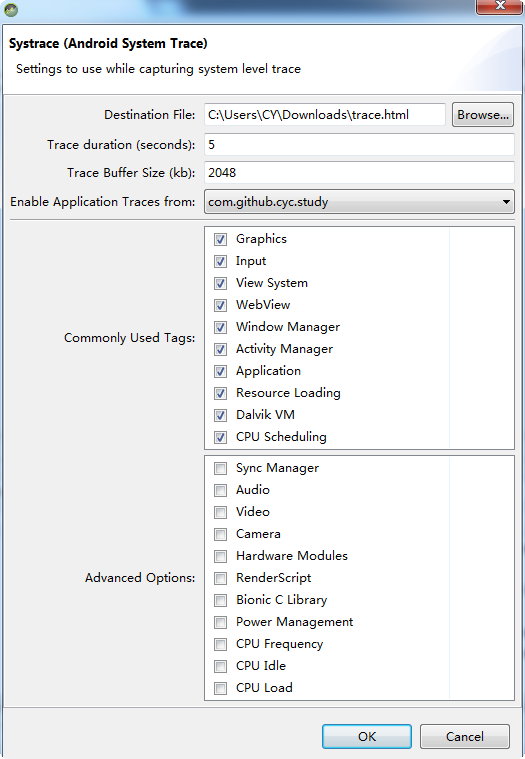 Systrace (Android System Trace)
Settings to use while capturing system level trace
Destination File: C:\Users\CY\Downloads\trace.html Browse...
Trace duration (seconds): 5
Trace Buffer Size (kb): 2048
Enable Application Traces from: com.github.cyc.study
Commonly Used Tags:
Graphics
Input
View System
WebView
Window Manager
Activity Manager
Application
Resource Loading
Dalvik VM
CPU Scheduling
Advanced Options:
Sync Manager
Audio
Video
Camera
Hardware Modules
RenderScript
Bionic C Library
Power Management
CPU Frequency
CPU Idle
CPU Load
OK Cancel